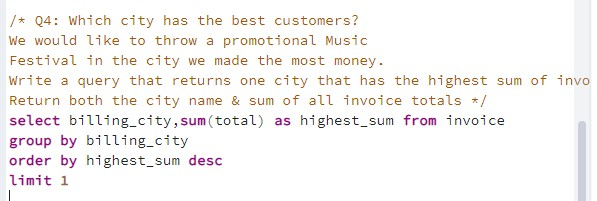 /* Q4: Which city has the best customers?
We would like to throw a promotional Music
Festival in the city we made the most money.
Write a query that returns one city that has the highest sum of invo
Return both the city name & sum of all invoice totals */
select billing_city,sum(total) as highest_sum from invoice
group by billing_city
order by highest_sum desc
limit 1